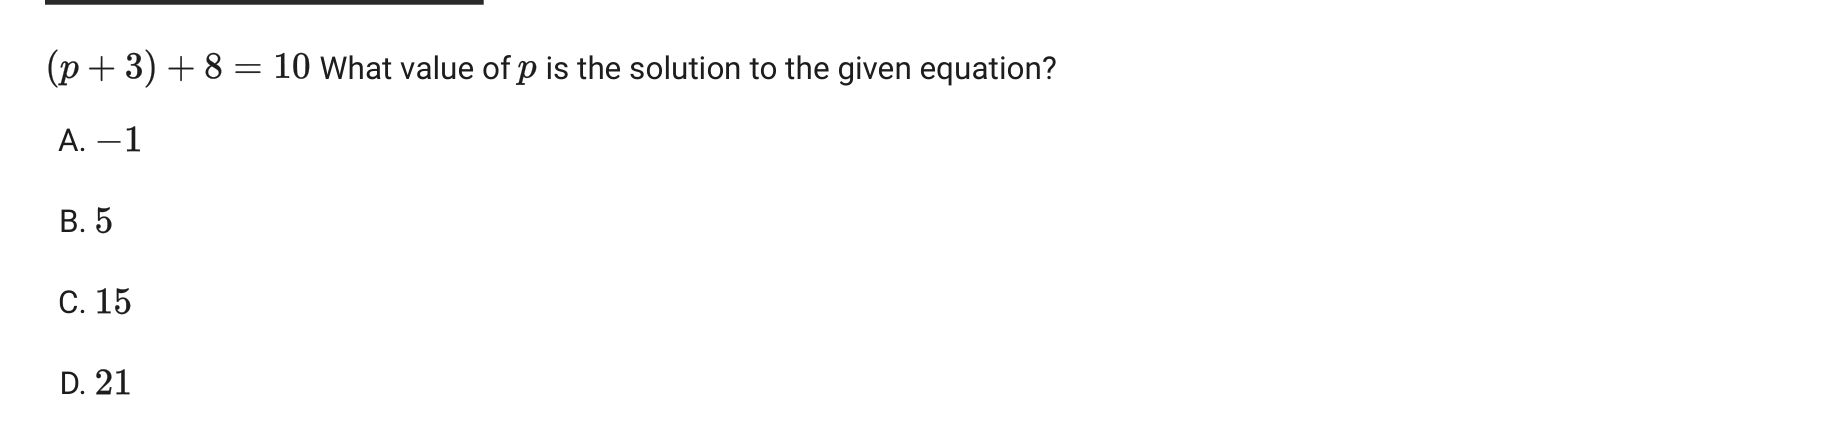 (p + 3) + 8 = 10 What value of p is the solution to the given equation?
A. −1
B. 5
C. 15
D. 21